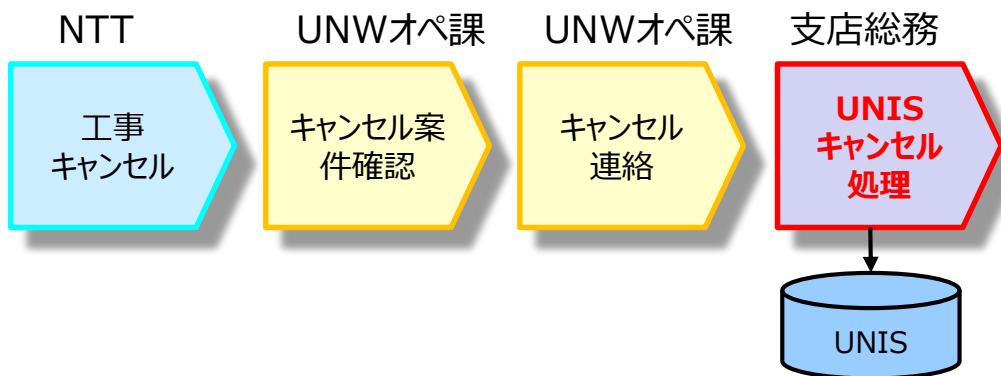 NTT
UNWオペ課
UNWオペ課
支店総務
工事
キャンセル
キャンセル案
件確認
キャンセル
連絡
UNIS
キャンセル
処理
UNIS